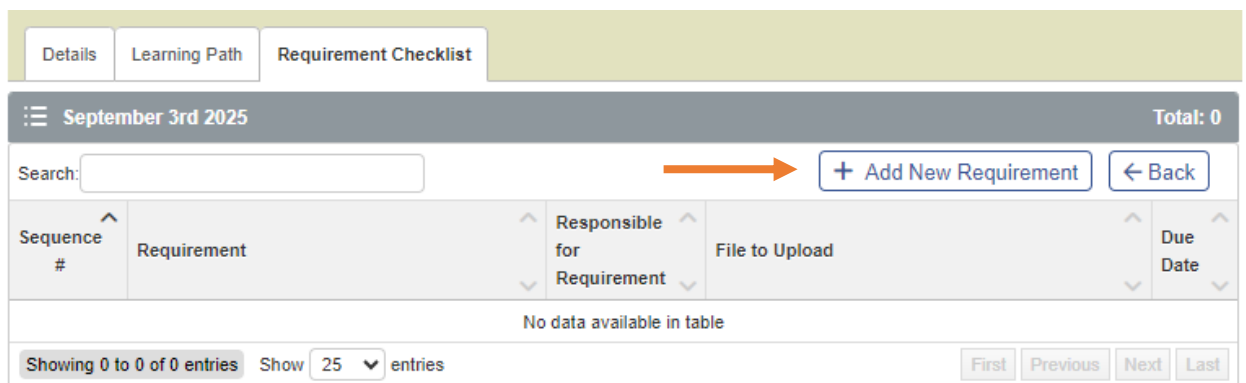 Details Learning Path Requirement Checklist
September 3rd 2025 Total: 0
Search: + Add New Requirement ← Back
Sequence # Requirement Responsible for Requirement File to Upload Due Date
No data available in table
Showing 0 to 0 of 0 entries Show 25 entries First Previous Next Last